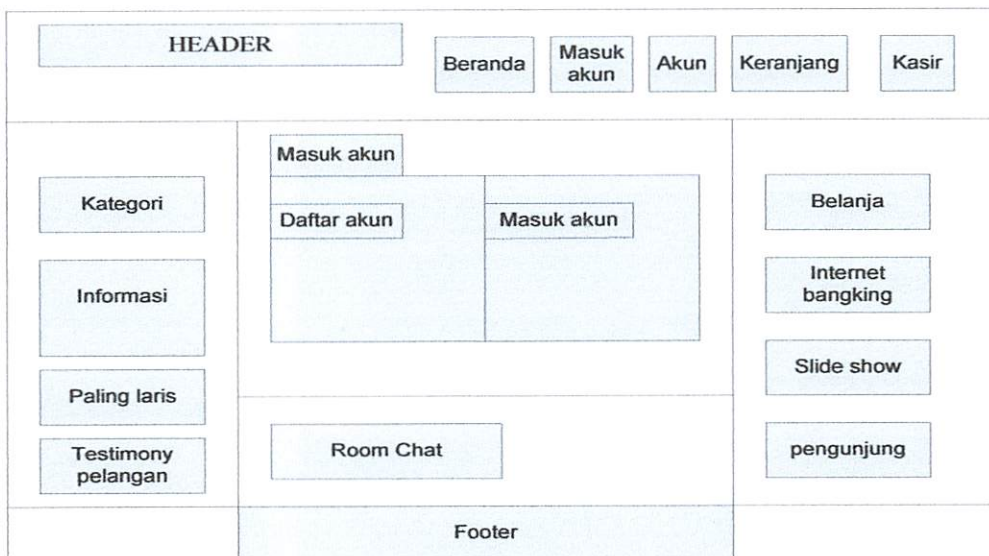 HEADER
Beranda
Masuk
akun
Akun
Keranjang
Kasir
Kategori
Informasi
Paling laris
Testimony
pelangan
Masuk akun
Daftar akun
Masuk akun
Room Chat
Belanja
Internet
bangking
Slide show
pengunjung
Footer